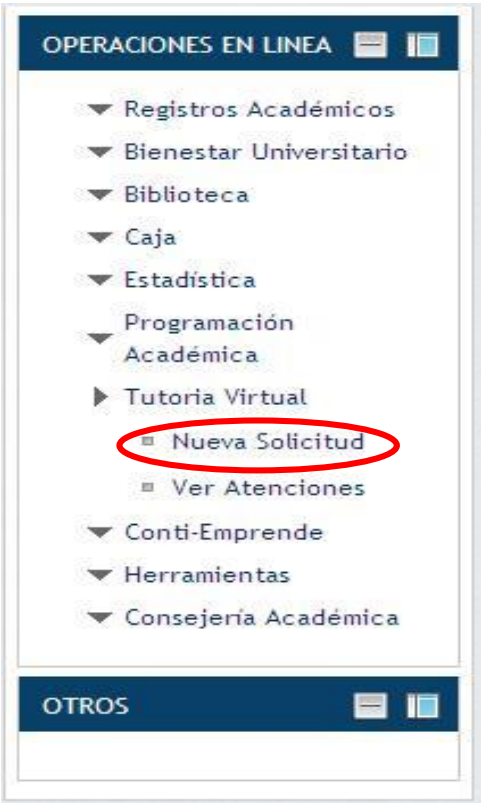 OPERACIONES EN LINEA
Registros Académicos
Bienestar Universitario
Biblioteca
Caja
Estadística
Programación
Académica
Tutoria Virtual
Nueva Solicitud
Ver Atenciones
Conti-Emprende
Herramientas
Consejería Académica
OTROS